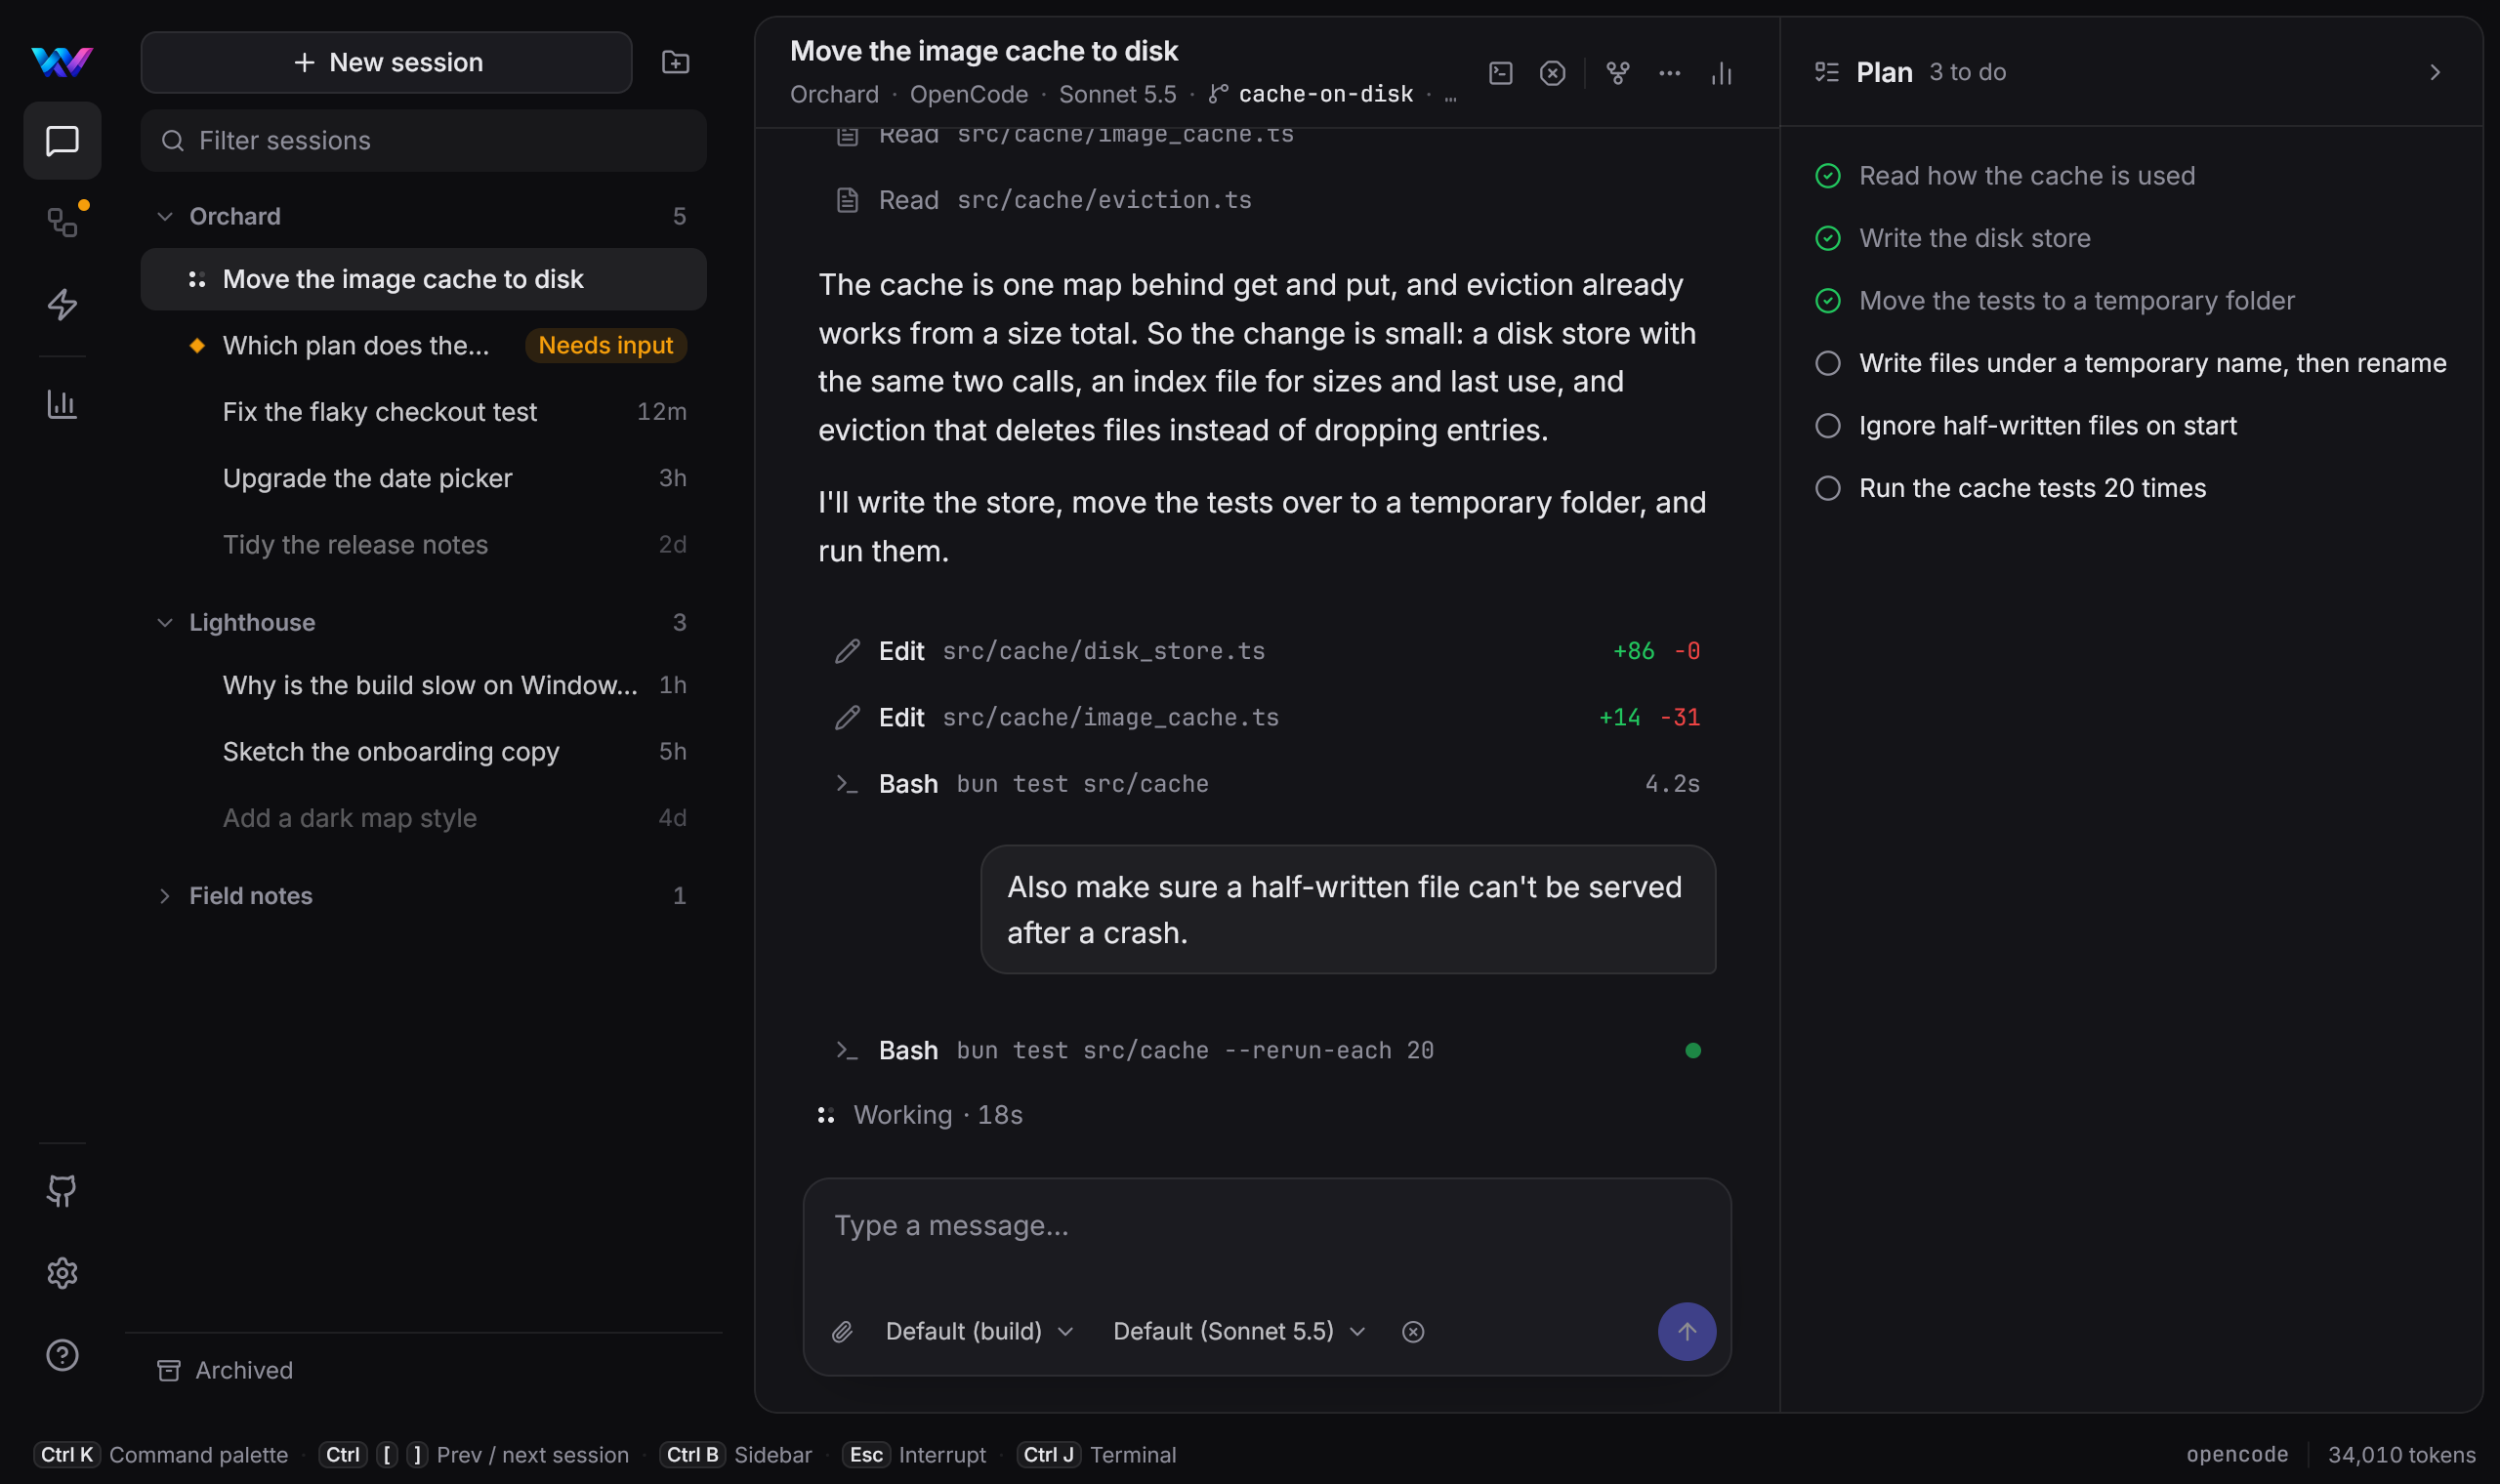 New session
Filter sessions
Orchard 5
Move the image cache to disk
Which plan does the... Needs input
Fix the flaky checkout test 12m
Upgrade the date picker 3h
Tidy the release notes 2d
Lighthouse 3
Why is the build slow on Window... 1h
Sketch the onboarding copy 5h
Add a dark map style 4d
Field notes 1
Archived
Move the image cache to disk
Orchard · OpenCode · Sonnet 5.5 · cache-on-disk · …
Read src/cache/image_cache.ts
Read src/cache/eviction.ts
The cache is one map behind get and put, and eviction already
works from a size total. So the change is small: a disk store with
the same two calls, an index file for sizes and last use, and
eviction that deletes files instead of dropping entries.
I'll write the store, move the tests over to a temporary folder, and
run them.
Edit src/cache/disk_store.ts +86 -0
Edit src/cache/image_cache.ts +14 -31
Bash bun test src/cache 4.2s
Also make sure a half-written file can't be served
after a crash.
Bash bun test src/cache --rerun-each 20
Working · 18s
Type a message...
Default (build) Default (Sonnet 5.5)
Plan 3 to do
Read how the cache is used
Write the disk store
Move the tests to a temporary folder
Write files under a temporary name, then rename
Ignore half-written files on start
Run the cache tests 20 times
Ctrl K Command palette · Ctrl [ ] Prev / next session · Ctrl B Sidebar · Esc Interrupt · Ctrl J Terminal
opencode 34,010 tokens